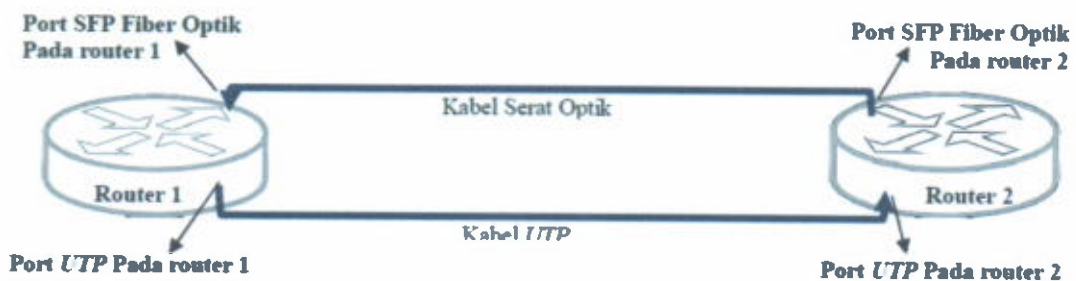 Port SFP Fiber Optik
Pada router 1
Port SFP Fiber Optik
Pada router 2
Kabel Serat Optik
Router 1
Router 2
Kabel UTP
Port UTP Pada router 1
Port UTP Pada router 2